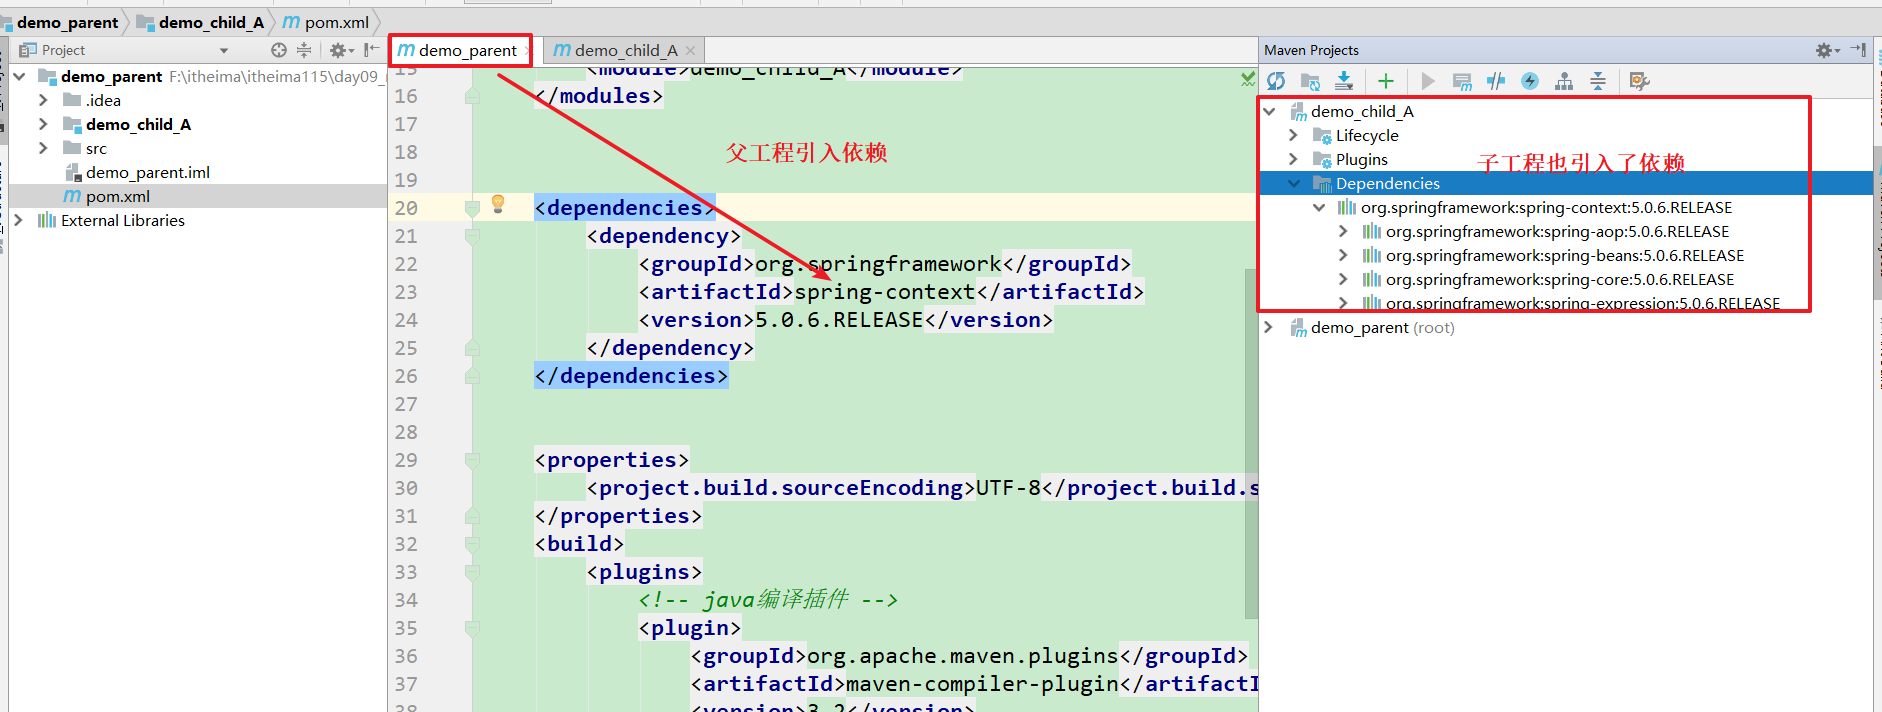 demo_parent demo_child_A pom.xml
Project
demo_parent F:\itheima\itheima115\day09_
.idea
demo_child_A
src
demo_parent.iml
pom.xml
External Libraries
demo_parent
demo_child_A
15 <module>demo_child_A</module>
16 </modules>
17
18
父工程引入依赖
19
20 <dependencies>
21 <dependency>
22 <groupId>org.springframework</groupId>
23 <artifactId>spring-context</artifactId>
24 <version>5.0.6.RELEASE</version>
25 </dependency>
26 </dependencies>
27
28
29 <properties>
30 <project.build.sourceEncoding>UTF-8</project.build.s
31 </properties>
32 <build>
33 <plugins>
34 <!-- java编译插件 -->
35 <plugin>
36 <groupId>org.apache.maven.plugins</groupId>
37 <artifactId>maven-compiler-plugin</artifactI
38 <version>3.2</version>
Maven Projects
demo_child_A
Lifecycle
Plugins
子工程也引入了依赖
Dependencies
org.springframework:spring-context:5.0.6.RELEASE
org.springframework:spring-aop:5.0.6.RELEASE
org.springframework:spring-beans:5.0.6.RELEASE
org.springframework:spring-core:5.0.6.RELEASE
org.springframework:spring-expression:5.0.6.RELEASE
demo_parent (root)